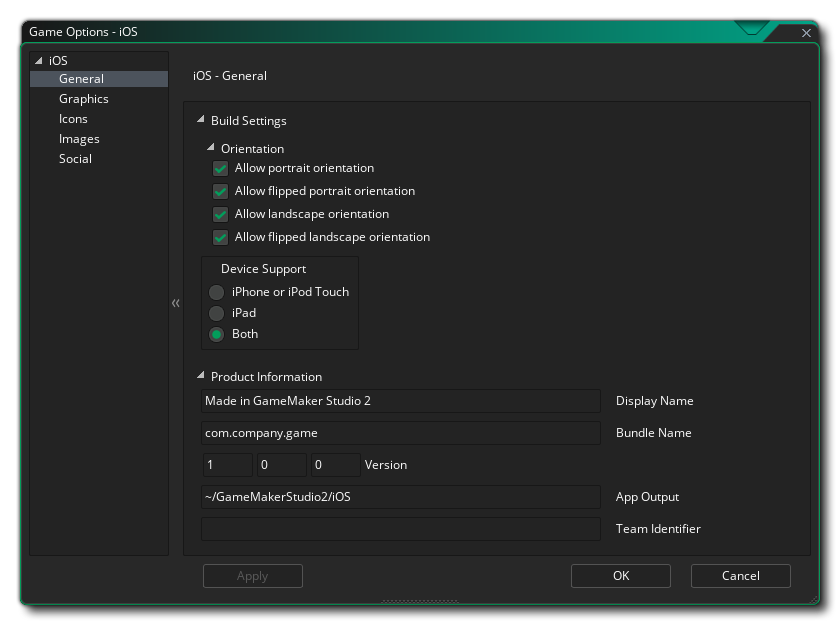 Game Options - iOS
iOS
General
Graphics
Icons
Images
Social
iOS - General
Build Settings
Orientation
Allow portrait orientation
Allow flipped portrait orientation
Allow landscape orientation
Allow flipped landscape orientation
Device Support
iPhone or iPod Touch
iPad
Both
Product Information
Made in GameMaker Studio 2 Display Name
com.company.game Bundle Name
1 0 0 Version
~/GameMakerStudio2/iOS App Output
Team Identifier
Apply OK Cancel